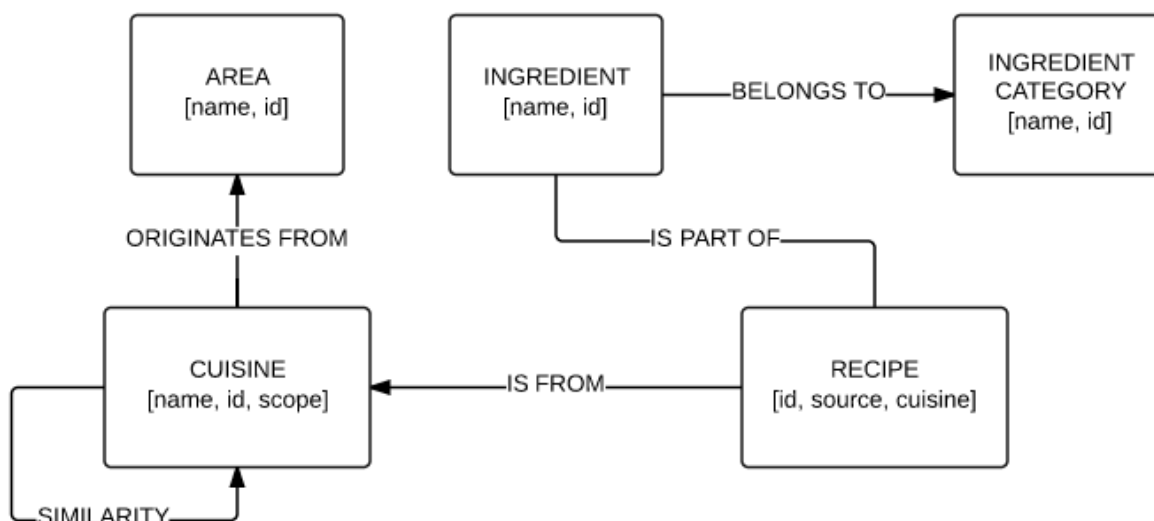 AREA
[name, id]
INGREDIENT
[name, id]
BELONGS TO
INGREDIENT
CATEGORY
[name, id]
ORIGINATES FROM
IS PART OF
CUISINE
[name, id, scope]
IS FROM
RECIPE
[id, source, cuisine]
SIMILARITY